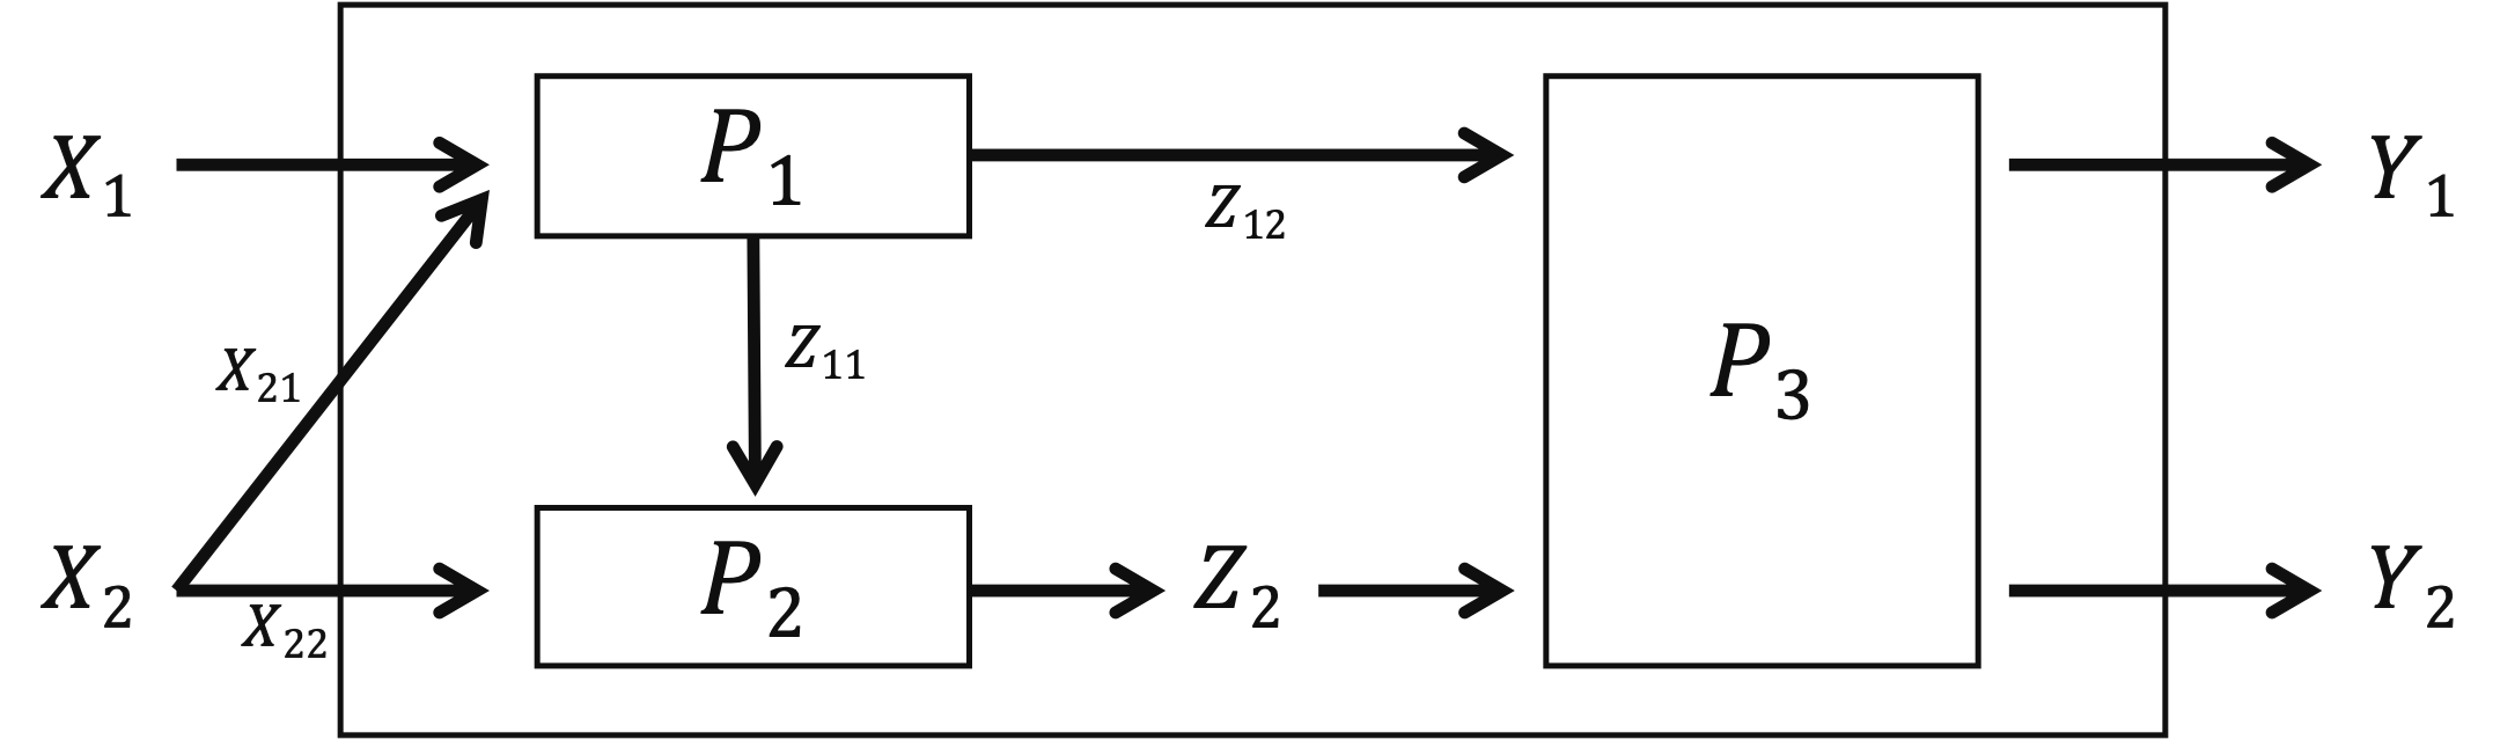 X₁
P₁
z₁₂
Y₁
x₂₁
z₁₁
P₃
X₂
x₂₂
P₂
Z₂
Y₂